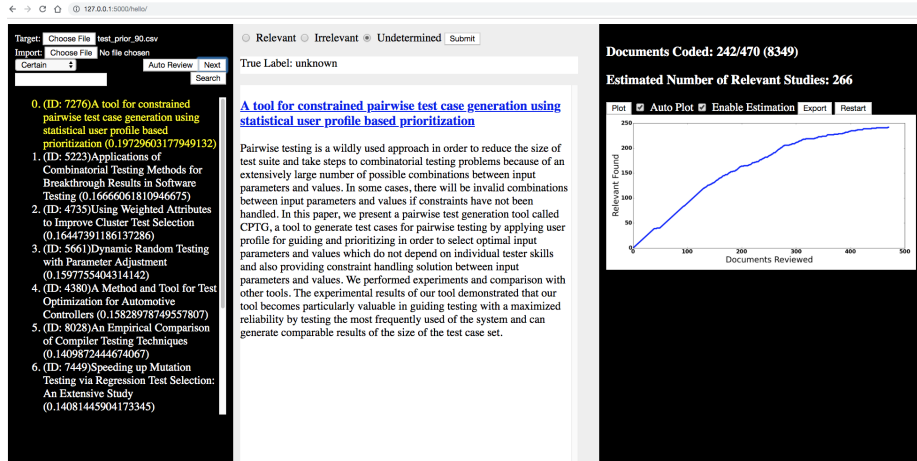 127.0.0.1:5000/hello/
Target: Choose File test_prior_90.csv
Import: Choose File No file chosen
Certain Auto Review Next
Search
0. (ID: 7276)A tool for constrained
pairwise test case generation using
statistical user profile based
prioritization (0.19729603177949132)
1. (ID: 5223)Applications of
Combinatorial Testing Methods for
Breakthrough Results in Software
Testing (0.16666061810946675)
2. (ID: 4735)Using Weighted Attributes
to Improve Cluster Test Selection
(0.16447391186137286)
3. (ID: 5661)Dynamic Random Testing
with Parameter Adjustment
(0.1597755404314142)
4. (ID: 4380)A Method and Tool for Test
Optimization for Automotive
Controllers (0.15828978749557807)
5. (ID: 8028)An Empirical Comparison
of Compiler Testing Techniques
(0.1409872444674067)
6. (ID: 7449)Speeding up Mutation
Testing via Regression Test Selection:
An Extensive Study
(0.14081445904173345)
Relevant Irrelevant Undetermined Submit
True Label: unknown
A tool for constrained pairwise test case generation using
statistical user profile based prioritization
Pairwise testing is a wildly used approach in order to reduce the size of
test suite and take steps to combinatorial testing problems because of an
extensively large number of possible combinations between input
parameters and values. In some cases, there will be invalid combinations
between input parameters and values if constraints have not been
handled. In this paper, we present a pairwise test generation tool called
CPTG, a tool to generate test cases for pairwise testing by applying user
profile for guiding and prioritizing in order to select optimal input
parameters and values which do not depend on individual tester skills
and also providing constraint handling solution between input
parameters and values. We performed experiments and comparison with
other tools. The experimental results of our tool demonstrated that our
tool becomes particularly valuable in guiding testing with a maximized
reliability by testing the most frequently used of the system and can
generate comparable results of the size of the test case set.
Documents Coded: 242/470 (8349)
Estimated Number of Relevant Studies: 266
Plot Auto Plot Enable Estimation Export Restart
250
200
150
100
50
0
Relevant Found
0 100 200 300 400 500
Documents Reviewed